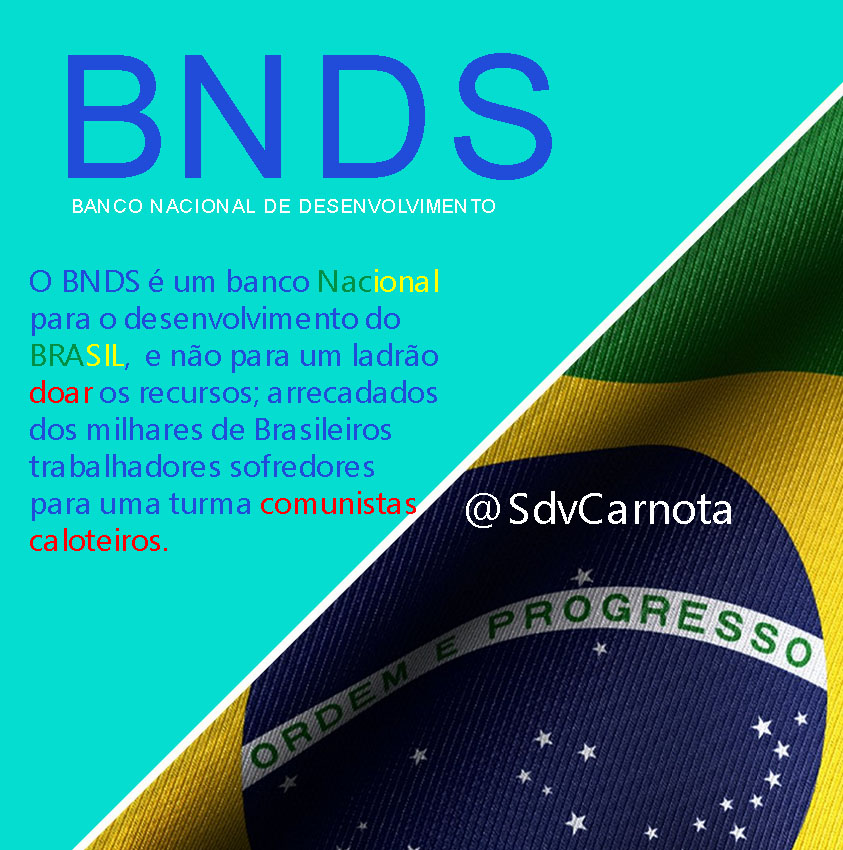 BNDS
BANCO NACIONAL DE DESENVOLVIMENTO
O BNDS é um banco Nacional
para o desenvolvimento do
BRASIL, e não para um ladrão
doar os recursos; arrecadados
dos milhares de Brasileiros
trabalhadores sofredores
para uma turma comunistas
caloteiros.
@SdvCarnota
ORDEM E PROGRESSO